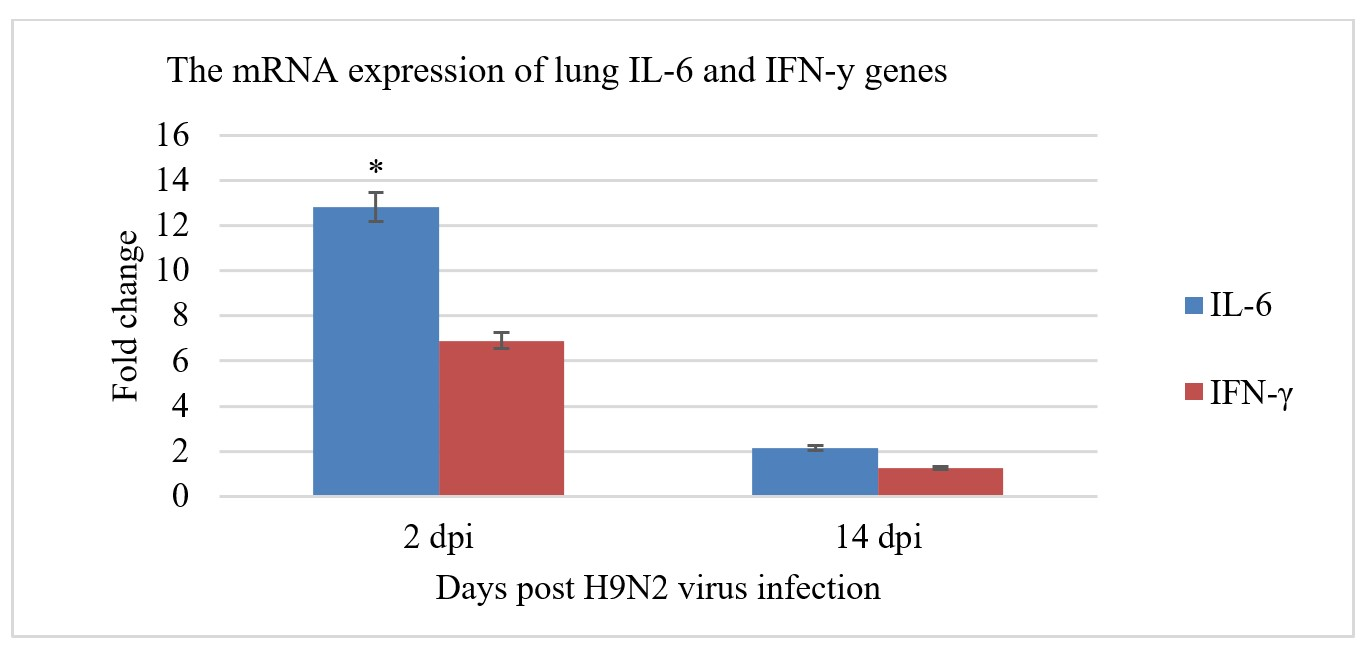 The mRNA expression of lung IL-6 and IFN-y genes
16
*
14
12
10
8
6
4
2
0
Fold change
2 dpi
14 dpi
Days post H9N2 virus infection
IL-6
IFN-γ